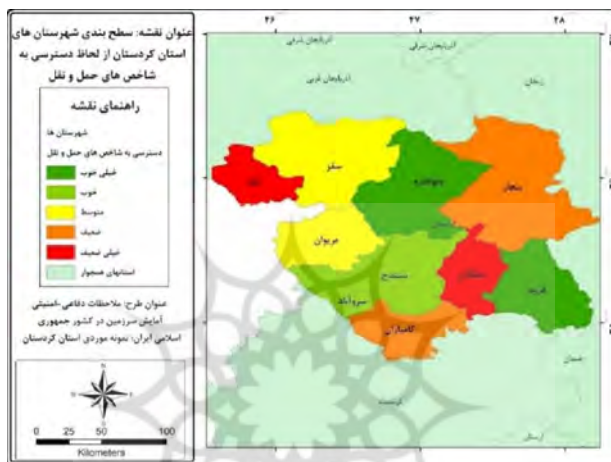 عنوان نقشه: سطح بندی شهرستان های
استان کردستان از لحاظ دسترسی به
شاخص های حمل و نقل
راهنمای نقشه
شهرستان ها
دسترسی به شاخص های حمل و نقل
خیلی خوب
خوب
متوسط
ضعیف
خیلی ضعیف
استانهای همجوار
عنوان طرح: ملاحظات دفاعی-امنیتی
آمایش سرزمین در کشور جمهوری
اسلامی ایران: نمونه موردی استان کردستان
N
S
0 25 50 100
Kilometers
۴۶ ۴۷ ۴۸
آذربایجان شرقی
آذربایجان شرقی
آذربایجان غربی
زنجان
سقز
بیجار
مریوان
سنندج
قروه
سروآباد
کامیاران
همدان
کرمانشاه
لرستان